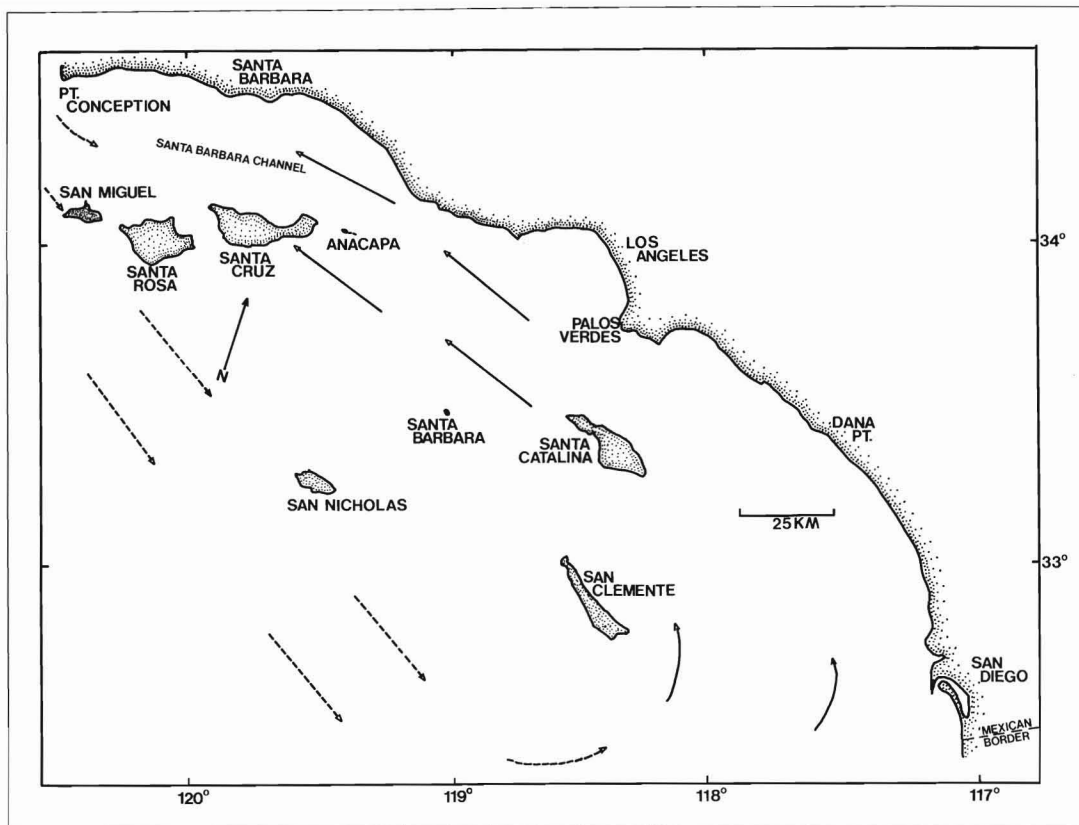 SANTA
BARBARA
PT.
CONCEPTION
SANTA BARBARA CHANNEL
SAN MIGUEL
SANTA
ROSA
SANTA
CRUZ
ANACAPA
LOS
ANGELES
34°
PALOS
VERDES
N
SANTA
BARBARA
SANTA
CATALINA
DANA
PT.
SAN NICHOLAS
25 KM
33°
SAN
CLEMENTE
SAN
DIEGO
MEXICAN
BORDER
120°
119°
118°
117°